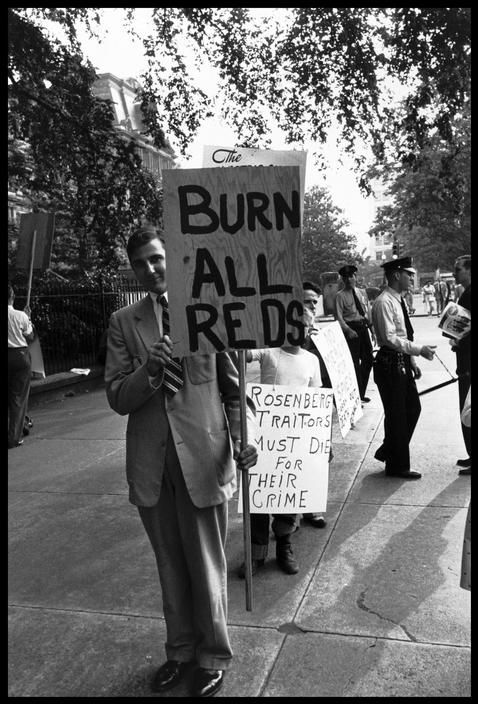 The
BURN
ALL
REDS
ROSENBERG
TRAITORS
MUST DIE
FOR
THEIR
CRIME